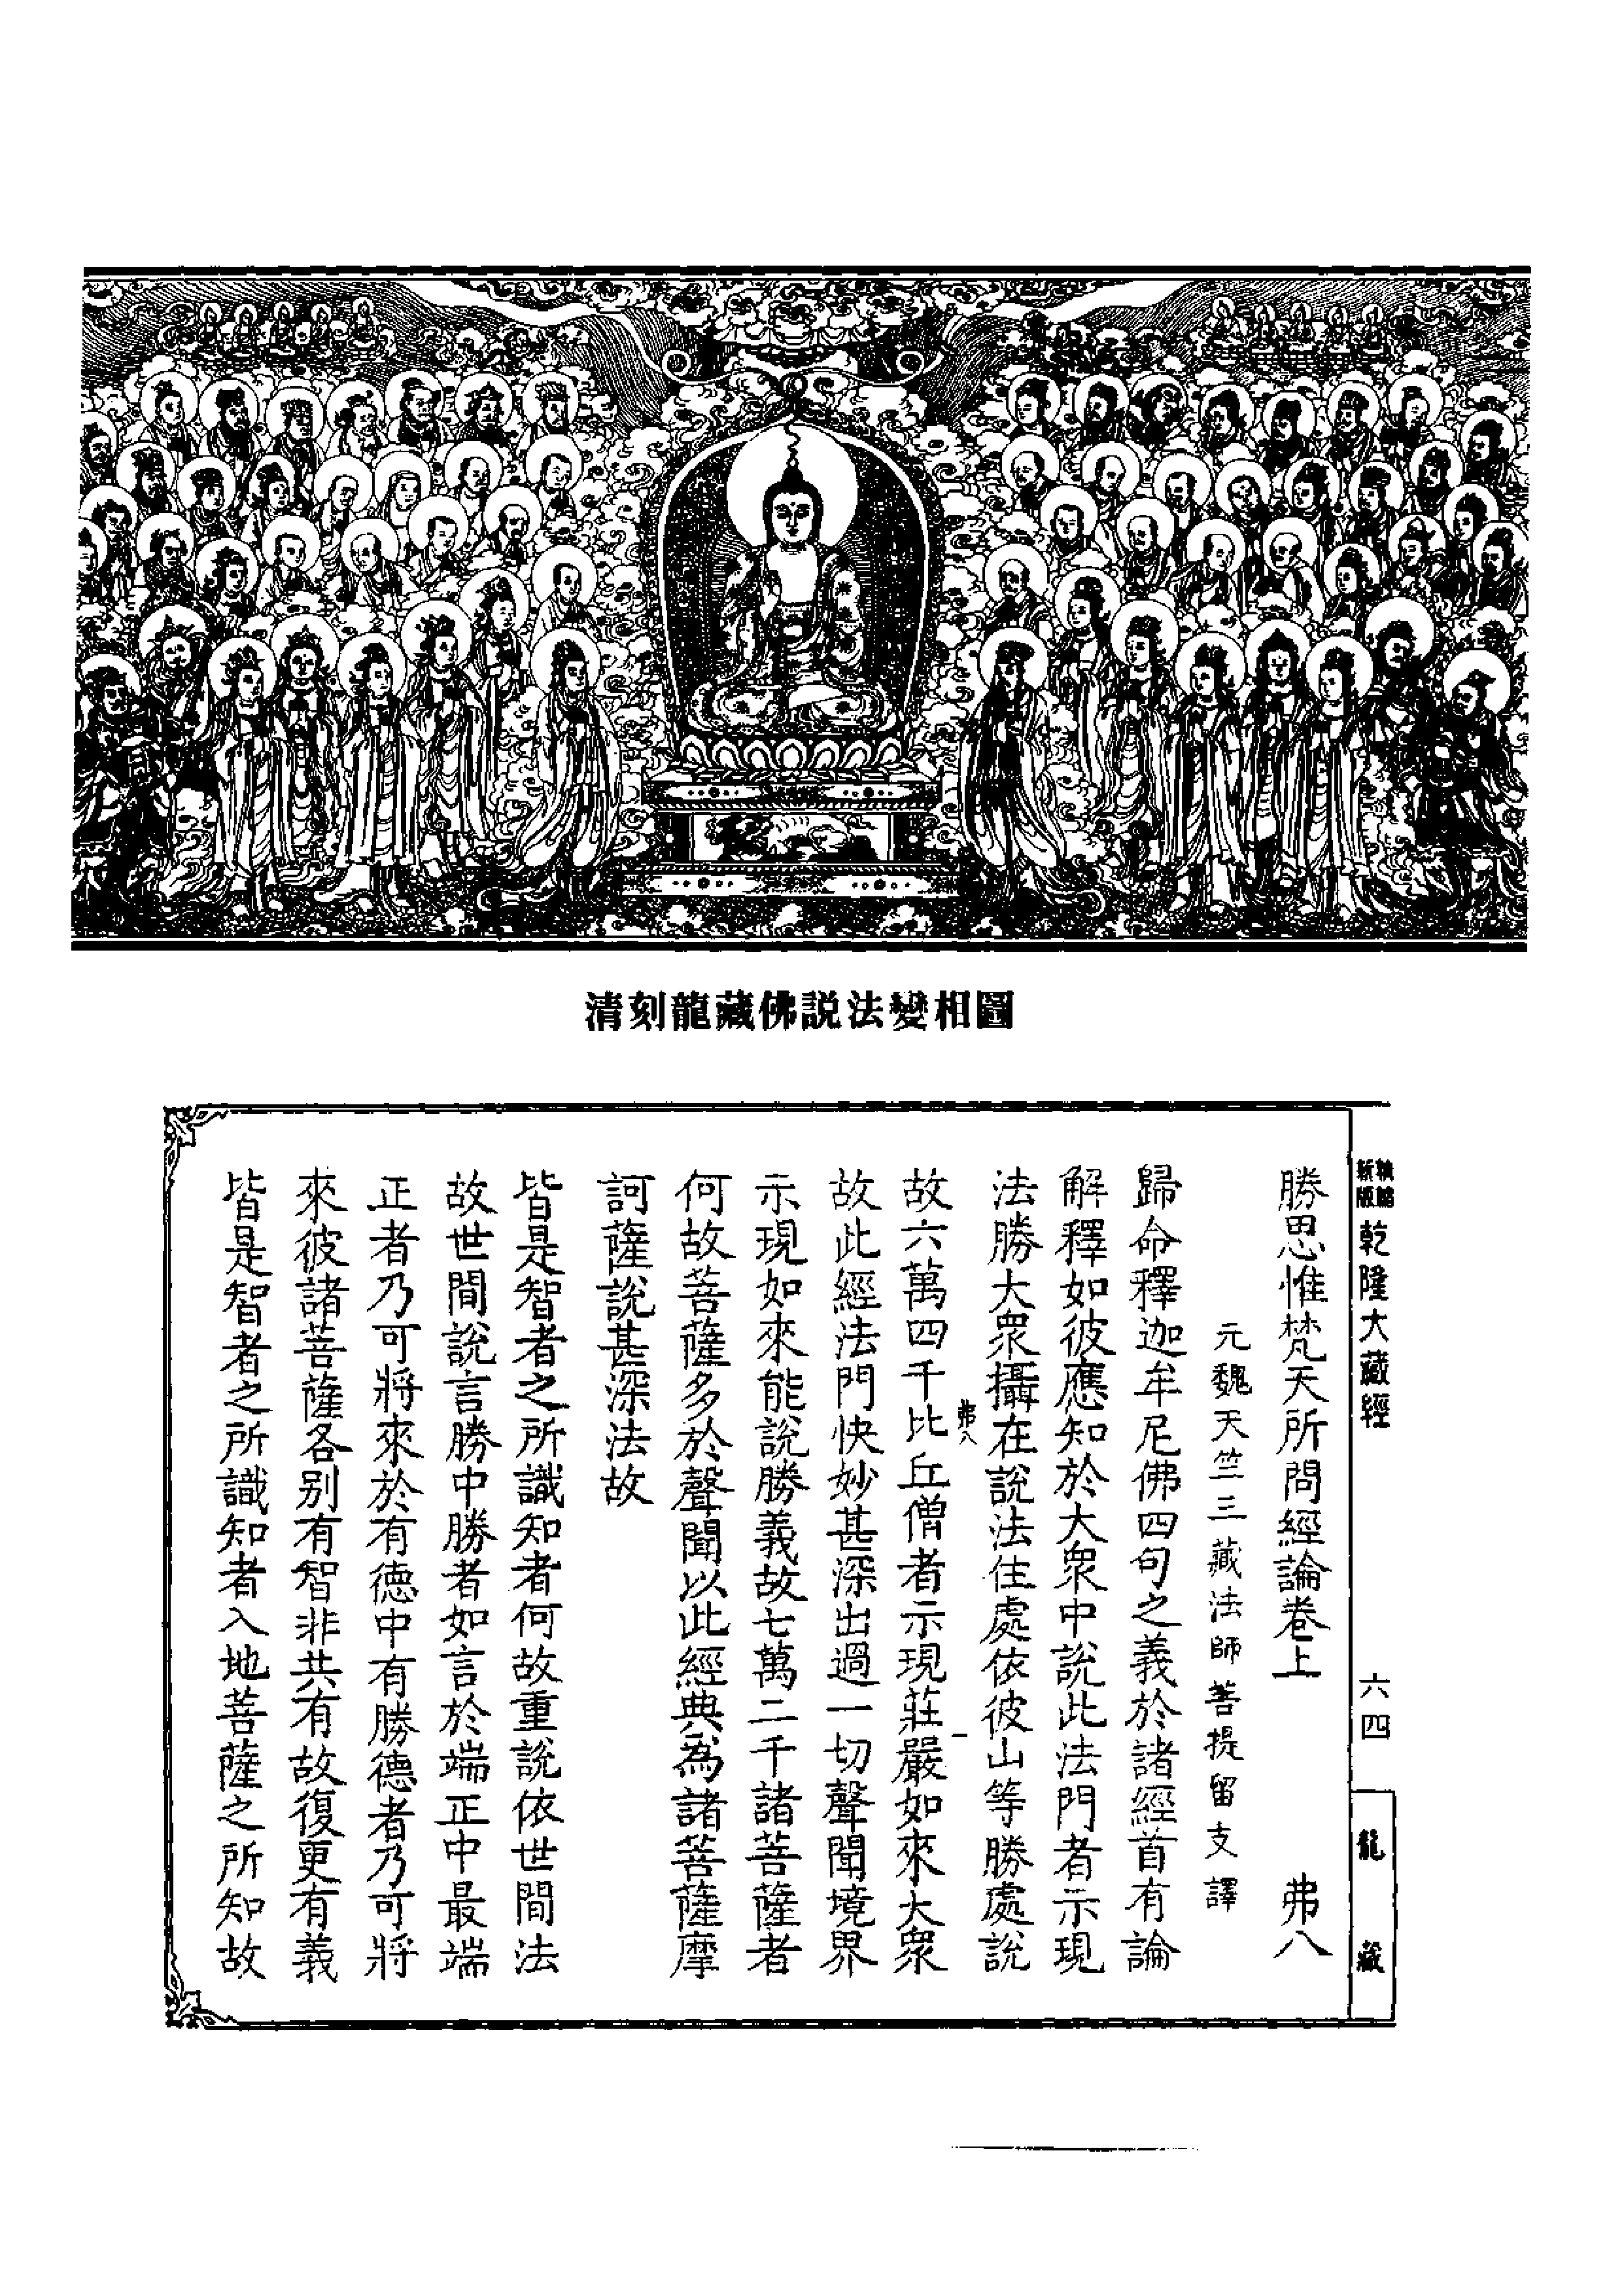 清刻龍藏佛説法變相圖
新版 精縮 乾隆大藏經 六四 龍藏
勝思惟梵天所問經論卷上 弗八
元魏天竺三藏法師菩提留支譯
歸命釋迦牟尼佛四句之義於諸經首有論
解釋如彼應知於大衆中説此法門者示現
法勝大衆攝在説法住處依彼山等勝處説
弗八 一
故六萬四千比丘僧者示現莊嚴如來大衆
故此經法門快妙甚深出過一切聲聞境界
示現如來能説勝義故七萬二千諸菩薩者
何故菩薩多於聲聞以此經典為諸菩薩摩
訶薩説甚深法故
皆是智者之所識知者何故重説依世間法
故世間説言勝中勝者如言於端正中最端
正者乃可將來於有德中有勝德者乃可將
來彼諸菩薩各别有智非共有故復更有義
皆是智者之所識知者入地菩薩之所知故